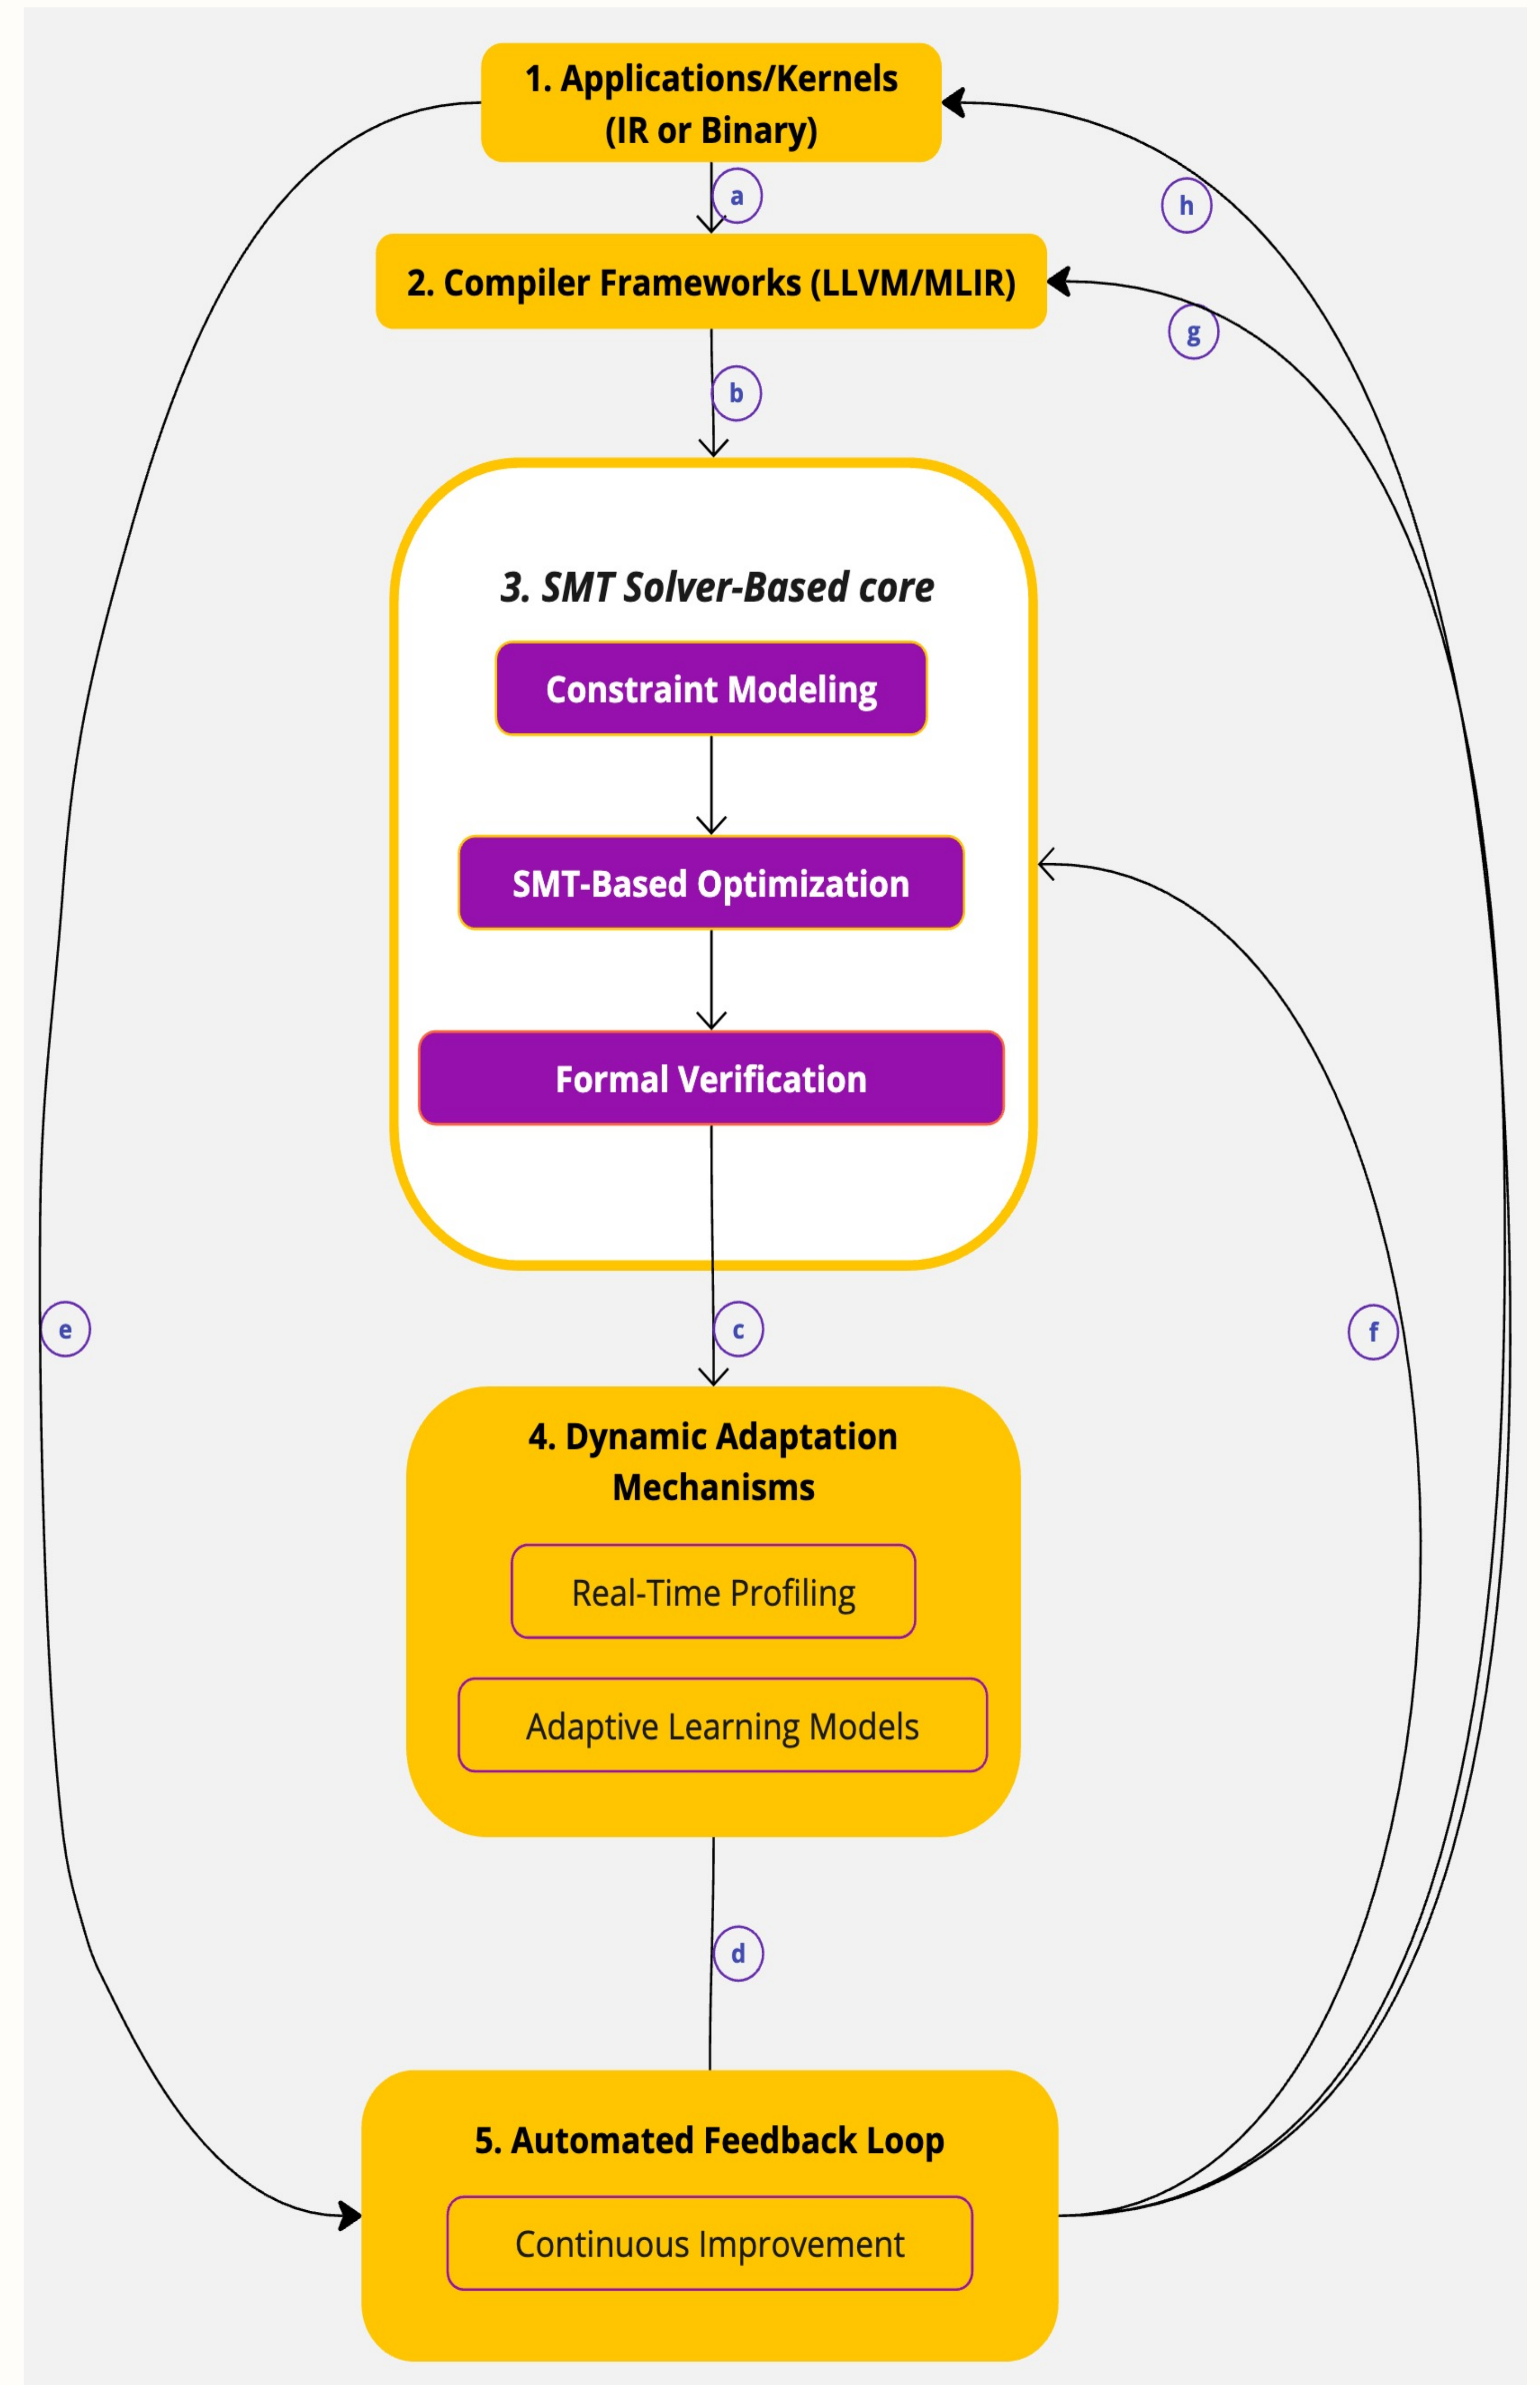 1. Applications/Kernels
(IR or Binary)
a
h
2. Compiler Frameworks (LLVM/MLIR)
g
b
3. SMT Solver-Based core
Constraint Modeling
SMT-Based Optimization
Formal Verification
e
c
f
4. Dynamic Adaptation
Mechanisms
Real-Time Profiling
Adaptive Learning Models
d
5. Automated Feedback Loop
Continuous Improvement